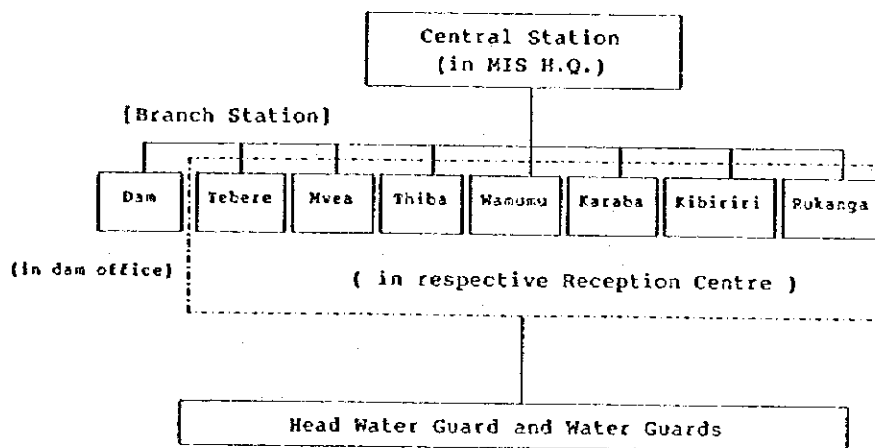 Central Station
(in MIS H.Q.)
[Branch Station]
Dam
Tebere
Mwea
Thiba
Wamumu
Karaba
Kibiriri
Rukanga
(in dam office)
( in respective Reception Centre )
Head Water Guard and Water Guards